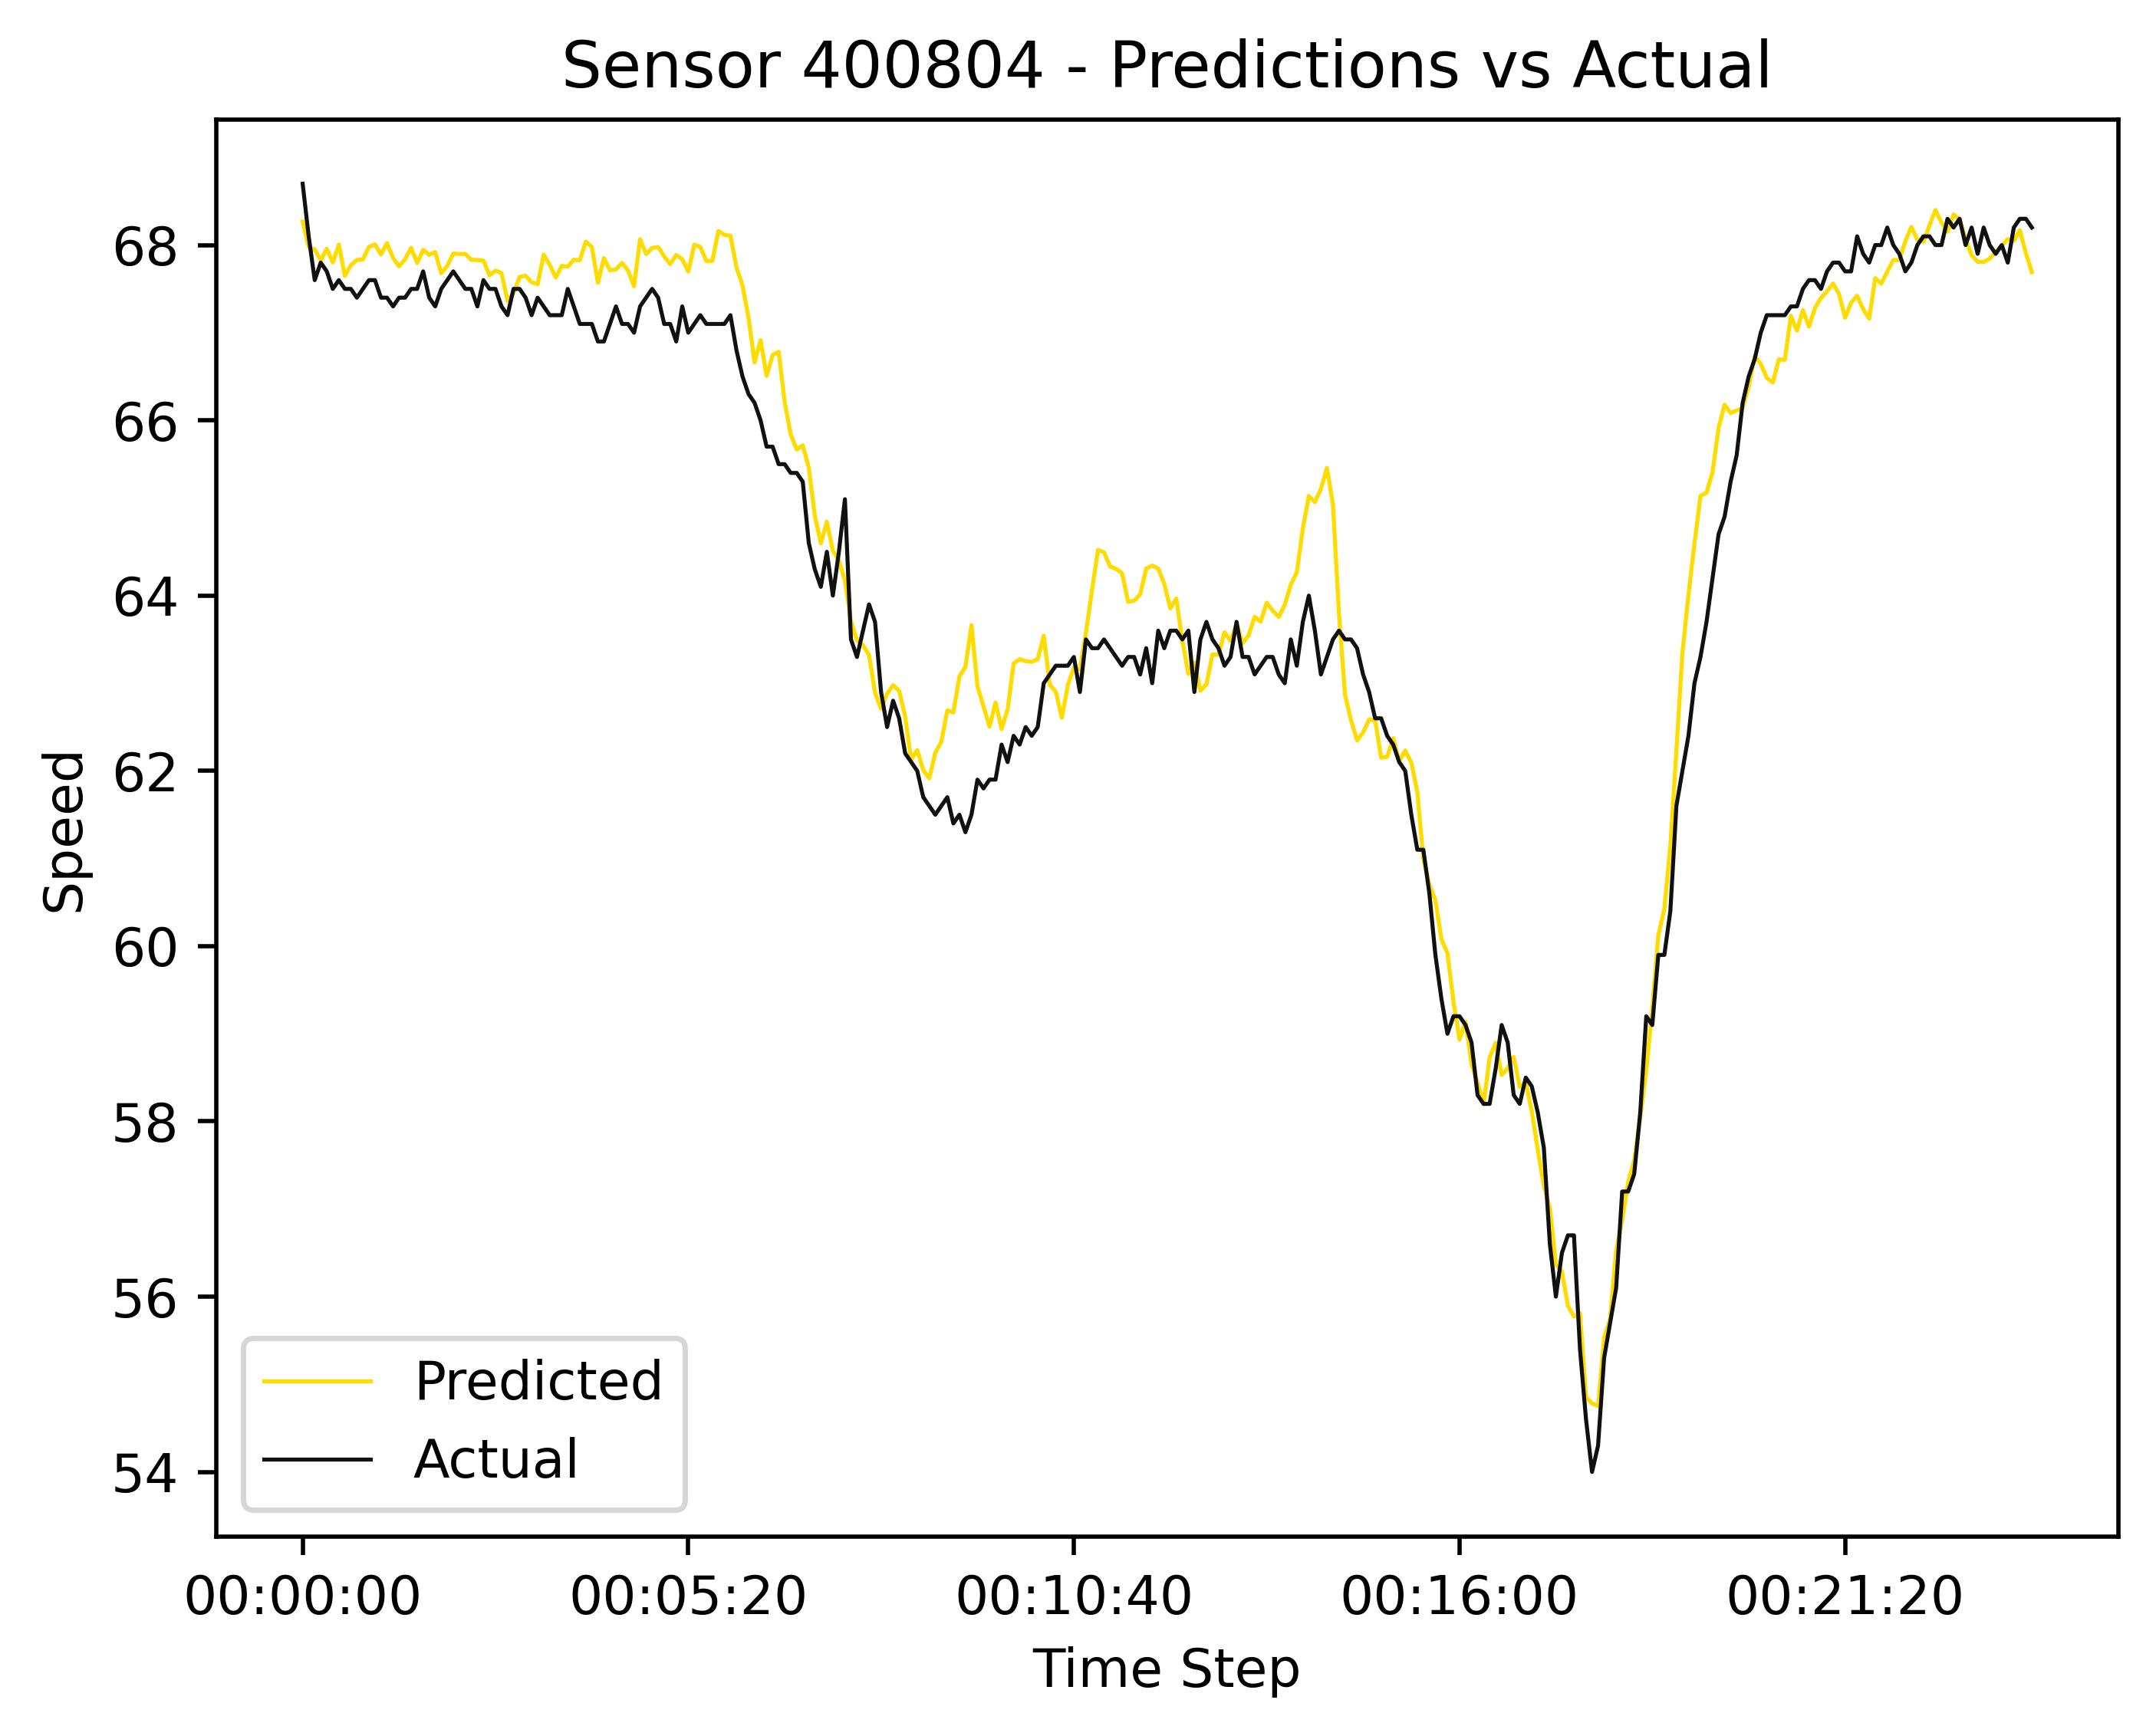 Sensor 400804 - Predictions vs Actual
Speed
68
66
64
62
60
58
56
54
Predicted
Actual
00:00:00 00:05:20 00:10:40 00:16:00 00:21:20
Time Step